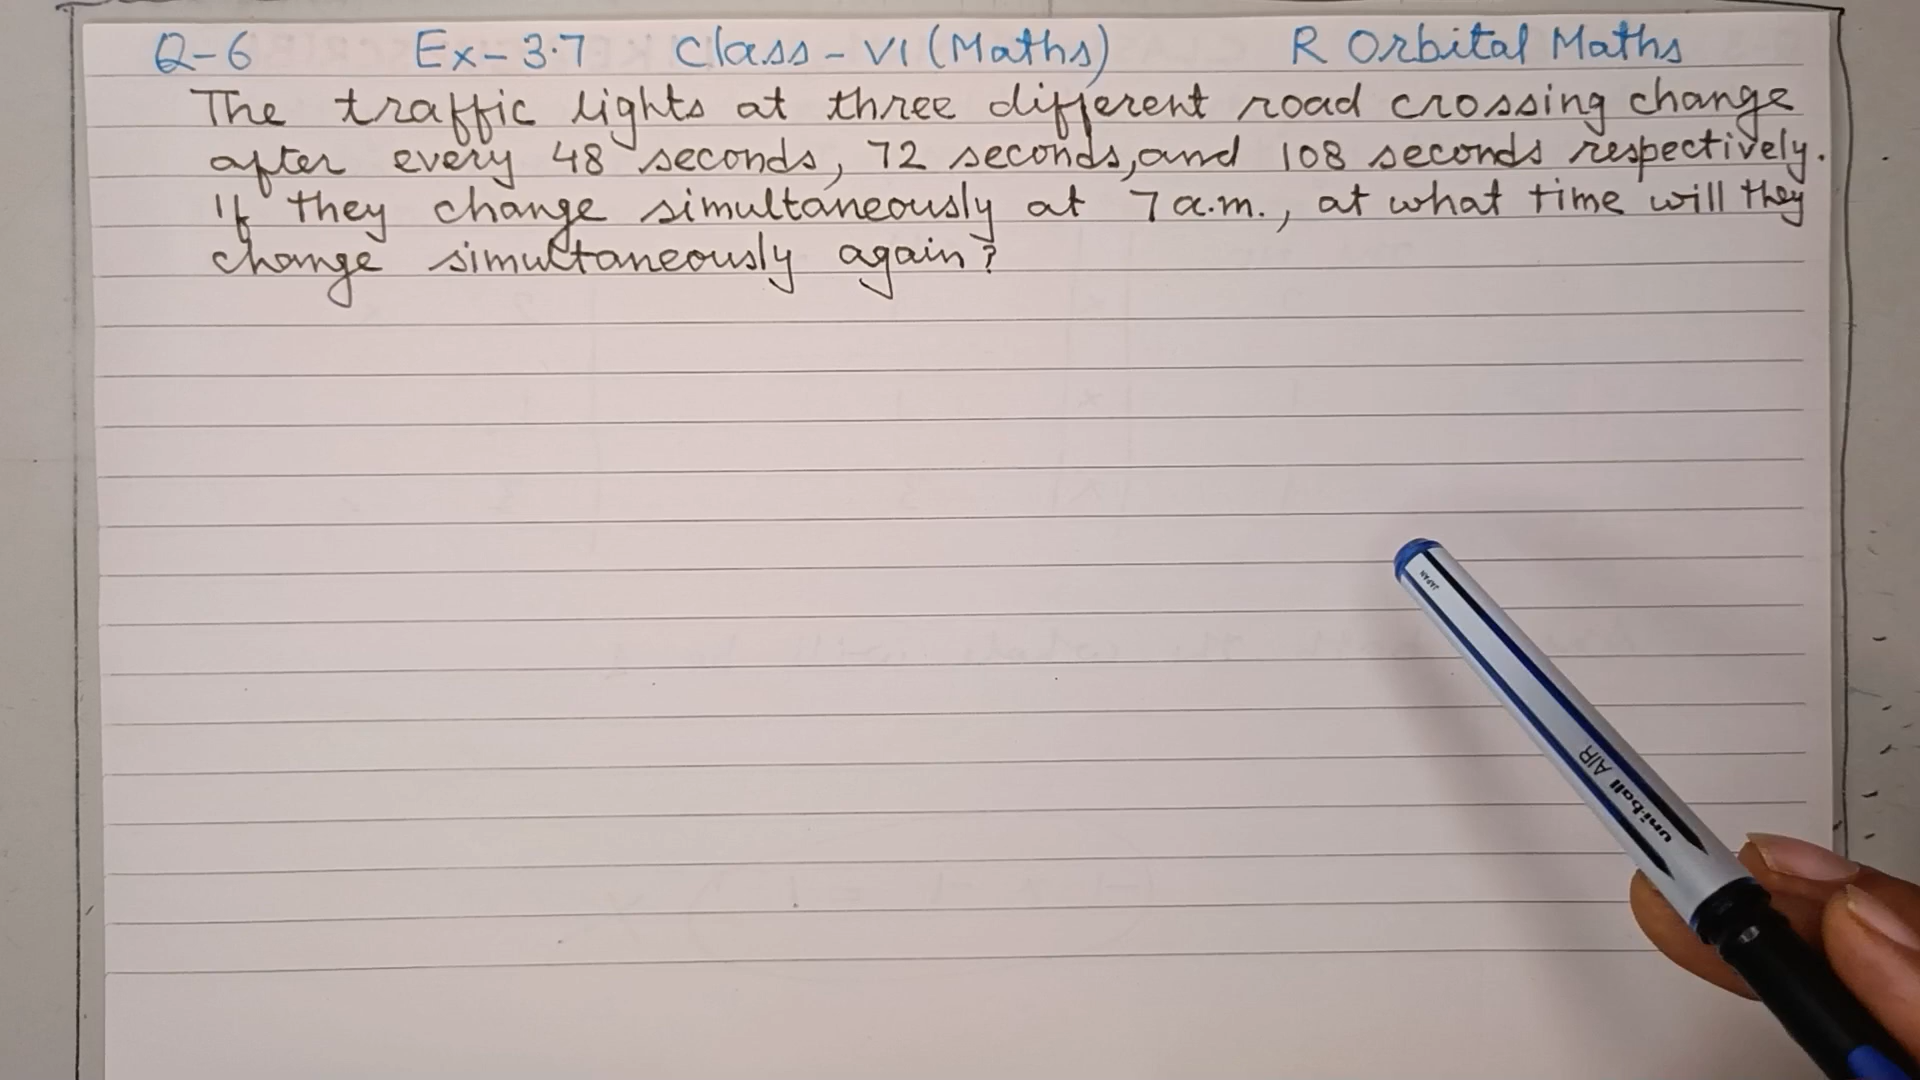 Q-6 Ex-3.7 Class-VI (Maths) R Orbital Maths
The traffic lights at three different road crossing change
after every 48 seconds, 72 seconds, and 108 seconds respectively.
If they change simultaneously at 7 a.m., at what time will they
change simultaneously again?
JAPAN
uni-ball AIR